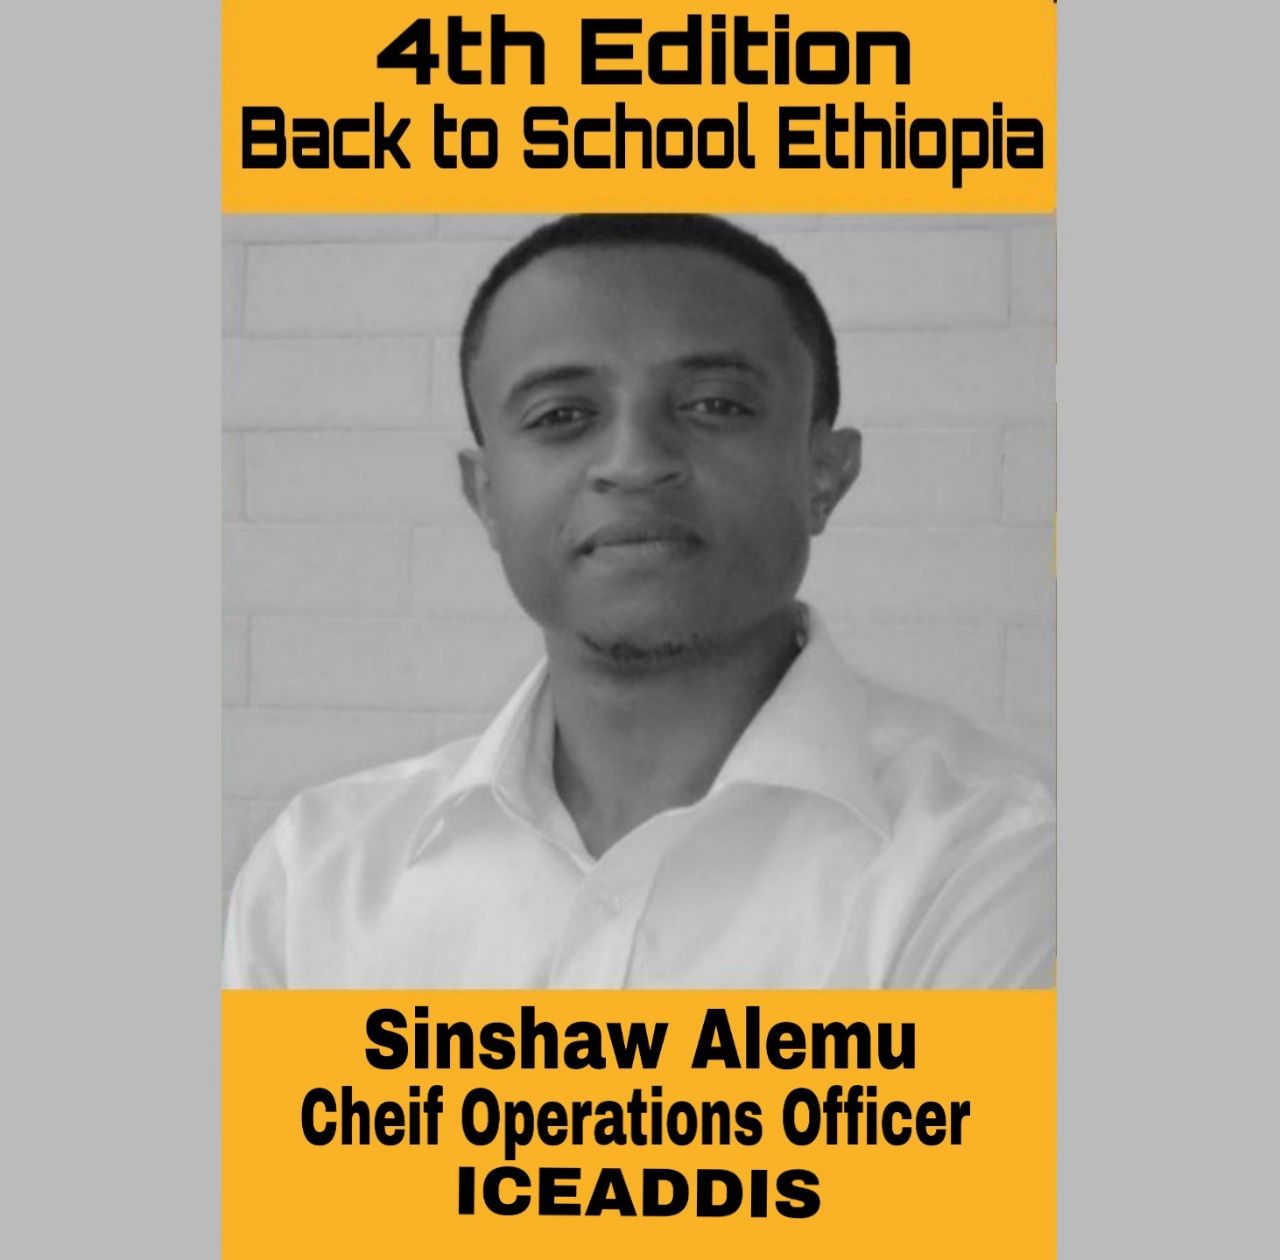 4th Edition
Back to School Ethiopia
Sinshaw Alemu
Cheif Operations Officer
ICEADDIS